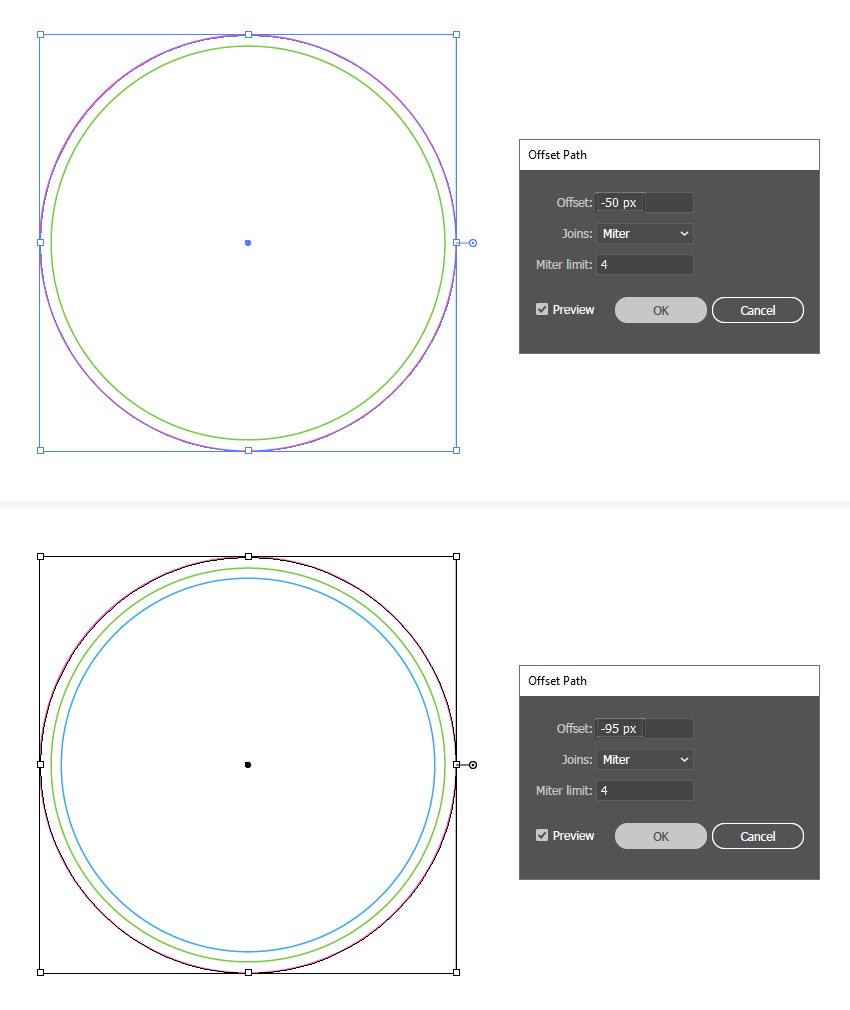 Offset Path
Offset: -50 px
Joins: Miter
Miter limit: 4
Preview OK Cancel
Offset Path
Offset: -95 px
Joins: Miter
Miter limit: 4
Preview OK Cancel